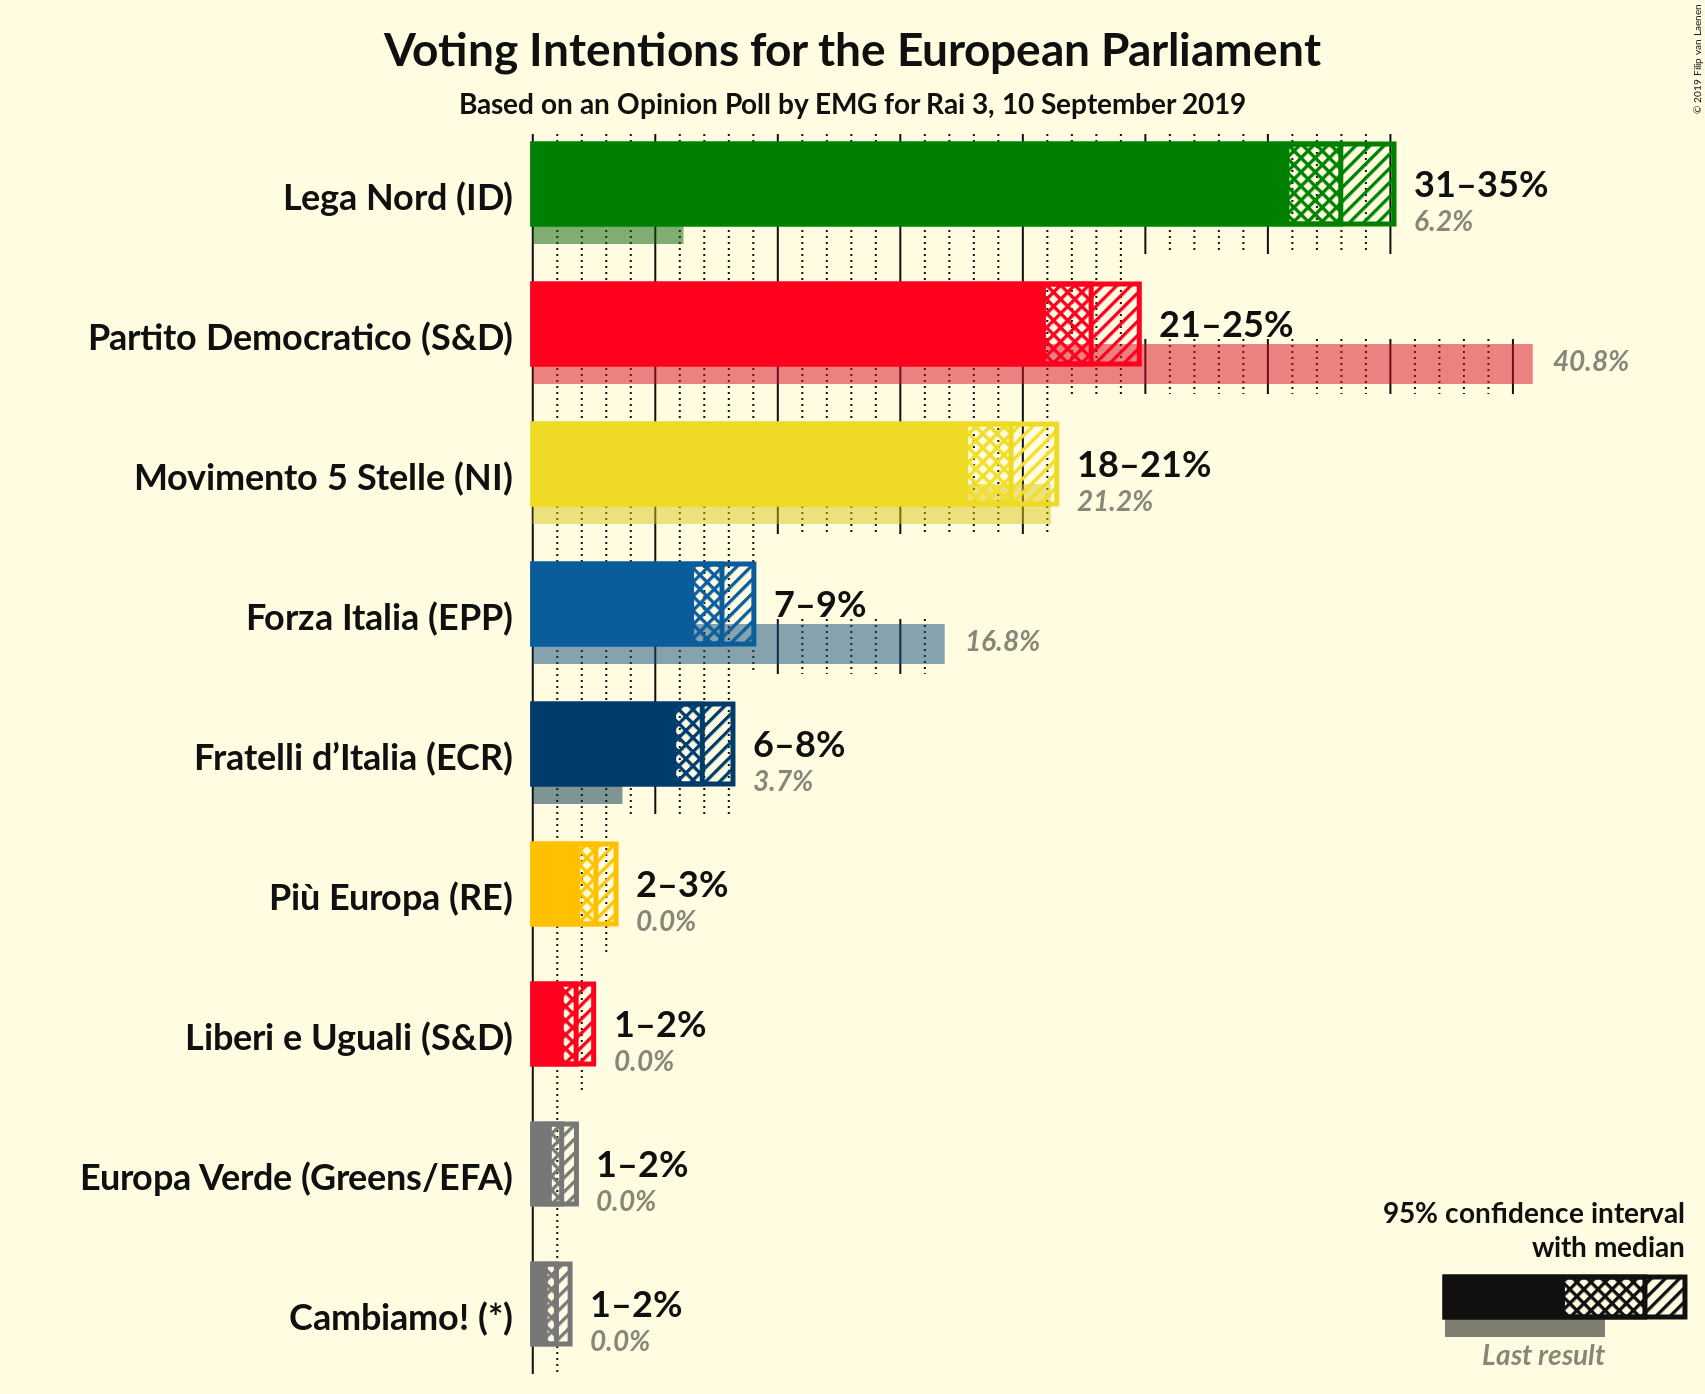 Voting Intentions for the European Parliament
Based on an Opinion Poll by EMG for Rai 3, 10 September 2019
© 2019 Filip van Laenen
Lega Nord (ID)
31–35%
6.2%
Partito Democratico (S&D)
21–25%
40.8%
Movimento 5 Stelle (NI)
18–21%
21.2%
Forza Italia (EPP)
7–9%
16.8%
Fratelli d’Italia (ECR)
6–8%
3.7%
Più Europa (RE)
2–3%
0.0%
Liberi e Uguali (S&D)
1–2%
0.0%
Europa Verde (Greens/EFA)
1–2%
0.0%
Cambiamo! (*)
1–2%
0.0%
95% confidence interval
with median
Last result